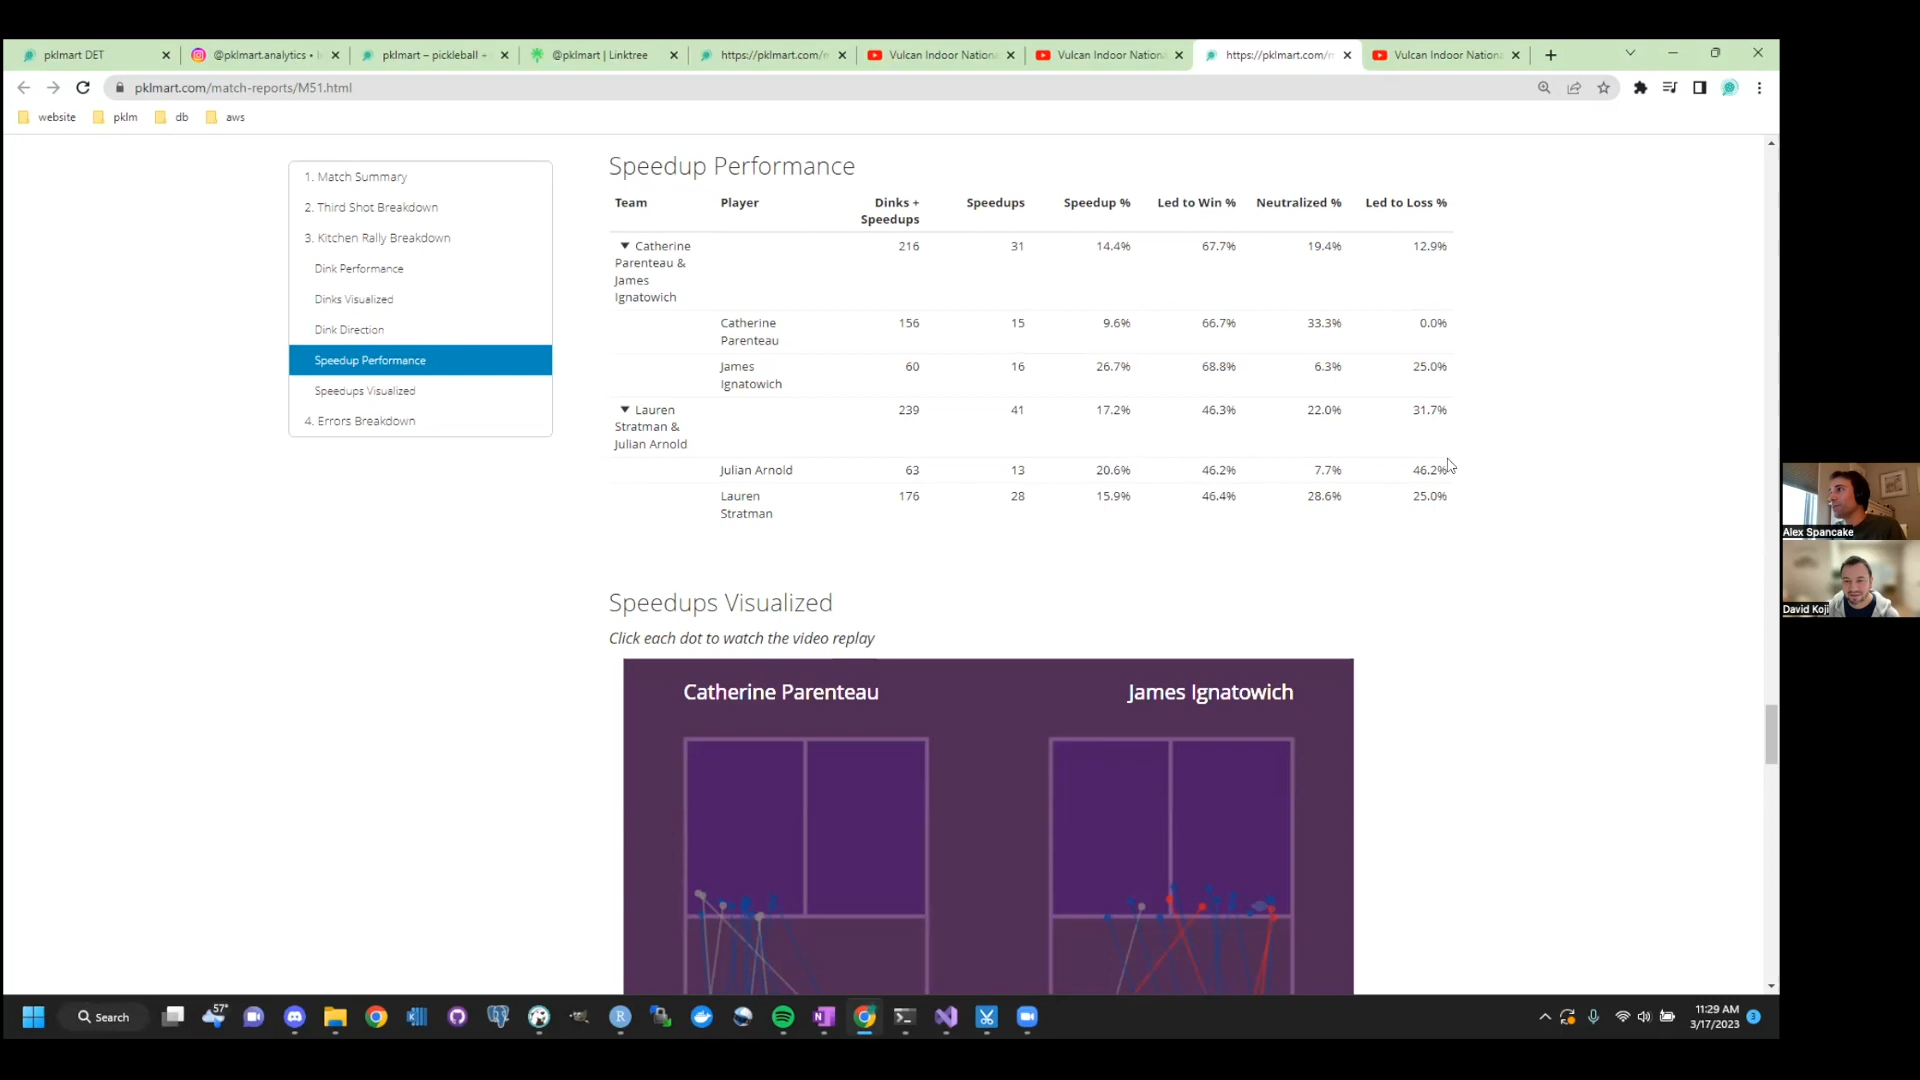 pklmart DET
@pklmart.analytics •
pklmart – pickleball +
@pklmart | Linktree
https://pklmart.com/m
Vulcan Indoor Nationa
Vulcan Indoor Nationa
https://pklmart.com/m
Vulcan Indoor Nationa
pklmart.com/match-reports/M51.html
website
pklm
db
aws
1. Match Summary
2. Third Shot Breakdown
3. Kitchen Rally Breakdown
Dink Performance
Dinks Visualized
Dink Direction
Speedup Performance
Speedups Visualized
4. Errors Breakdown
Speedup Performance
Team Player Dinks + Speedups Speedups Speedup % Led to Win % Neutralized % Led to Loss %
▼ Catherine Parenteau & James Ignatowich 216 31 14.4% 67.7% 19.4% 12.9%
Catherine Parenteau 156 15 9.6% 66.7% 33.3% 0.0%
James Ignatowich 60 16 26.7% 68.8% 6.3% 25.0%
▼ Lauren Stratman & Julian Arnold 239 41 17.2% 46.3% 22.0% 31.7%
Julian Arnold 63 13 20.6% 46.2% 7.7% 46.2%
Lauren Stratman 176 28 15.9% 46.4% 28.6% 25.0%
Speedups Visualized
Click each dot to watch the video replay
Catherine Parenteau
James Ignatowich
Alex Spancake
David Koji
Search
57°
11:29 AM
3/17/2023
3